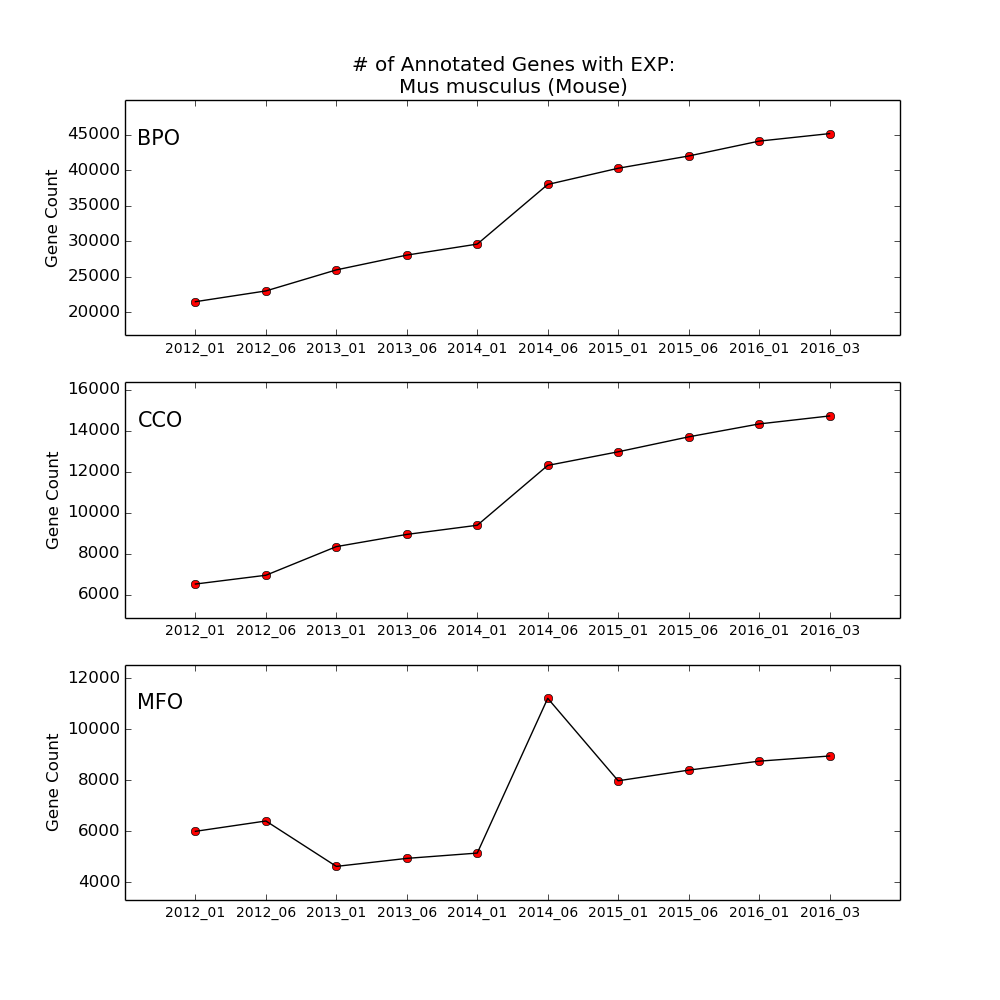 # of Annotated Genes with EXP:
Mus musculus (Mouse)
BPO
Gene Count
45000
40000
35000
30000
25000
20000
2012_01 2012_06 2013_01 2013_06 2014_01 2014_06 2015_01 2015_06 2016_01 2016_03
CCO
Gene Count
16000
14000
12000
10000
8000
6000
2012_01 2012_06 2013_01 2013_06 2014_01 2014_06 2015_01 2015_06 2016_01 2016_03
MFO
Gene Count
12000
10000
8000
6000
4000
2012_01 2012_06 2013_01 2013_06 2014_01 2014_06 2015_01 2015_06 2016_01 2016_03